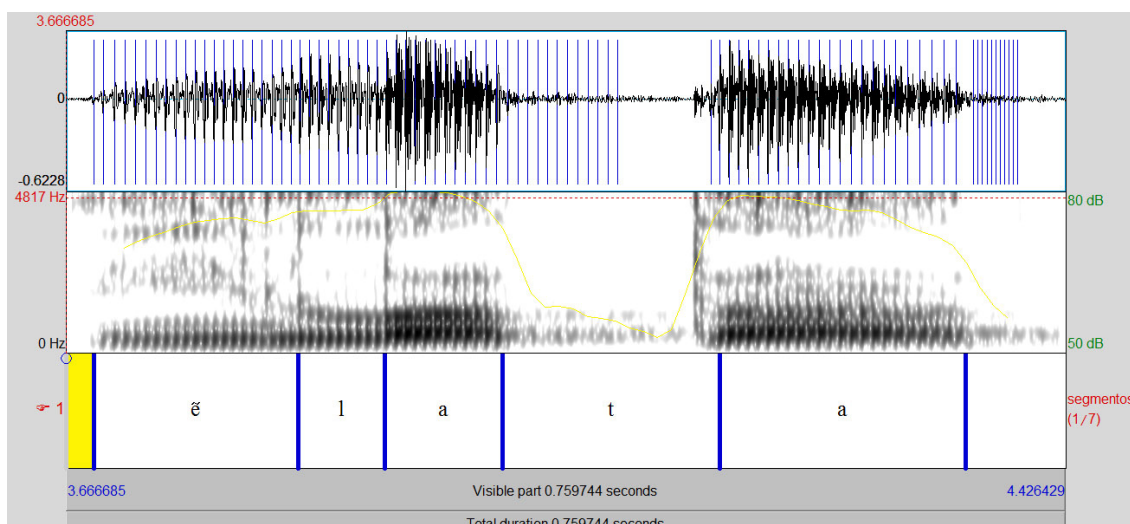 3.666685
0
-0.6228
4817 Hz 80 dB
0 Hz 50 dB
☞ 1 ẽ l a t a segmentos
(1/7)
3.666685 Visible part 0.759744 seconds 4.426429
Total duration 0.759744 seconds